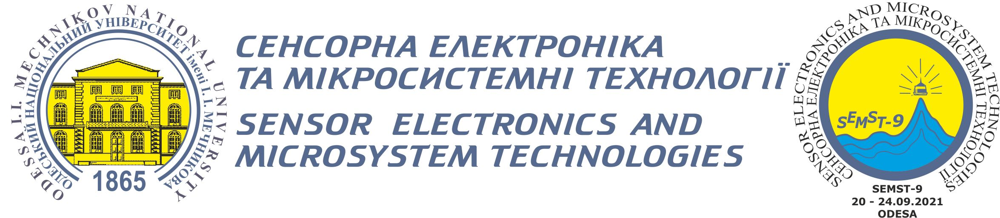 ODESSA I.I. MECHNIKOV NATIONAL UNIVERSITY
ОДЕСЬКИЙ НАЦІОНАЛЬНИЙ УНІВЕРСИТЕТ імені І. І. МЕЧНИКОВА
1865
СЕНСОРНА ЕЛЕКТРОНІКА
ТА МІКРОСИСТЕМНІ ТЕХНОЛОГІЇ
SENSOR ELECTRONICS AND
MICROSYSTEM TECHNOLOGIES
SENSOR ELECTRONICS AND MICROSYSTEM TECHNOLOGIES
СЕНСОРНА ЕЛЕКТРОНІКА ТА МІКРОСИСТЕМНІ ТЕХНОЛОГІЇ
SEMST-9
SEMST-9
20 - 24.09.2021
ODESA